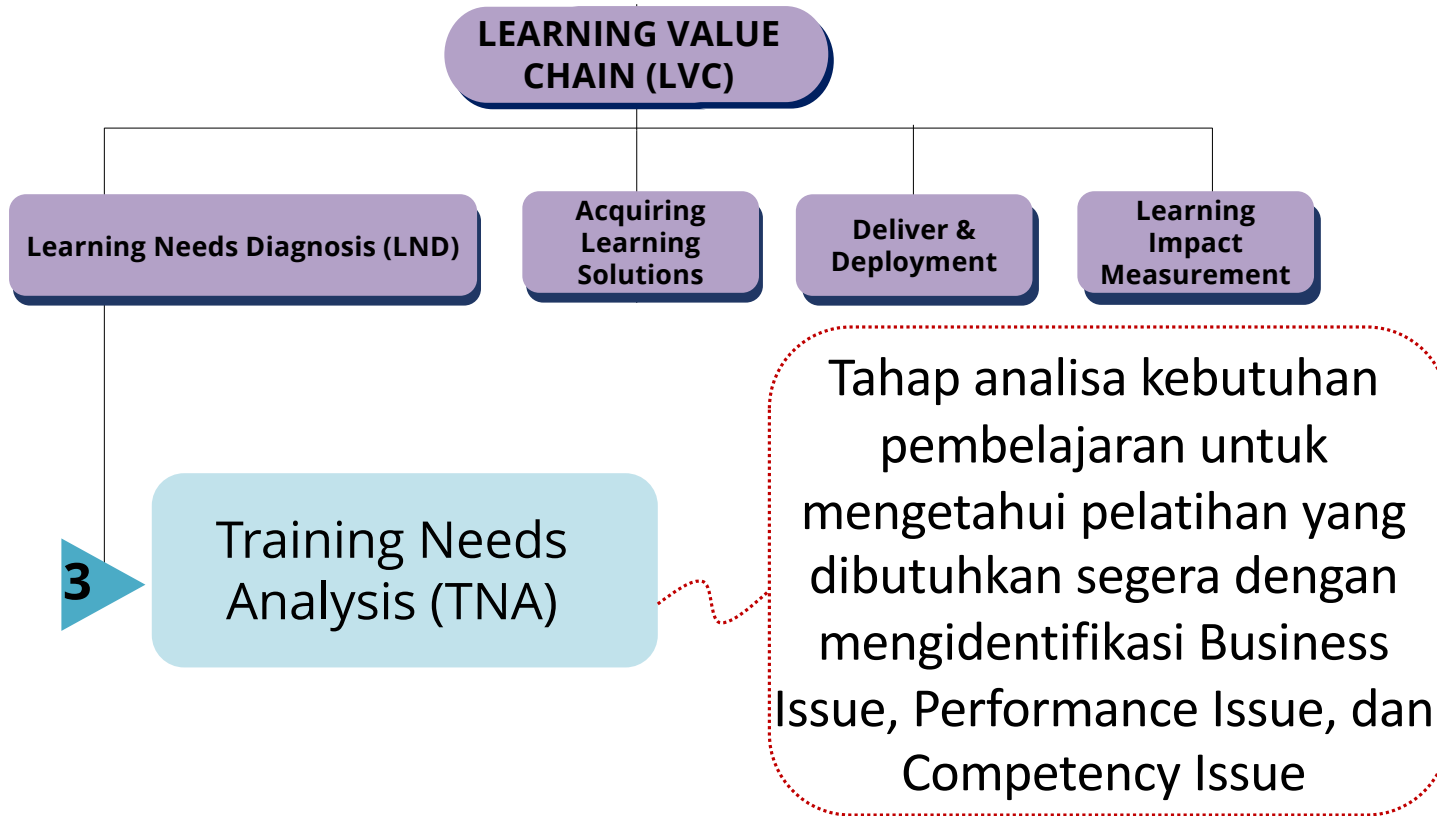 LEARNING VALUE
CHAIN (LVC)
Learning Needs Diagnosis (LND)
Acquiring
Learning
Solutions
Deliver &
Deployment
Learning
Impact
Measurement
3
Training Needs
Analysis (TNA)
Tahap analisa kebutuhan
pembelajaran untuk
mengetahui pelatihan yang
dibutuhkan segera dengan
mengidentifikasi Business
Issue, Performance Issue, dan
Competency Issue